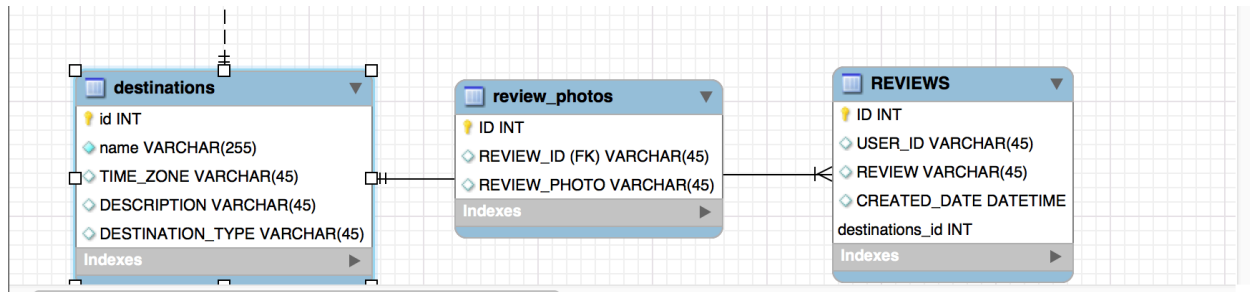 destinations
id INT
name VARCHAR(255)
TIME_ZONE VARCHAR(45)
DESCRIPTION VARCHAR(45)
DESTINATION_TYPE VARCHAR(45)
Indexes
review_photos
ID INT
REVIEW_ID (FK) VARCHAR(45)
REVIEW_PHOTO VARCHAR(45)
Indexes
REVIEWS
ID INT
USER_ID VARCHAR(45)
REVIEW VARCHAR(45)
CREATED_DATE DATETIME
destinations_id INT
Indexes